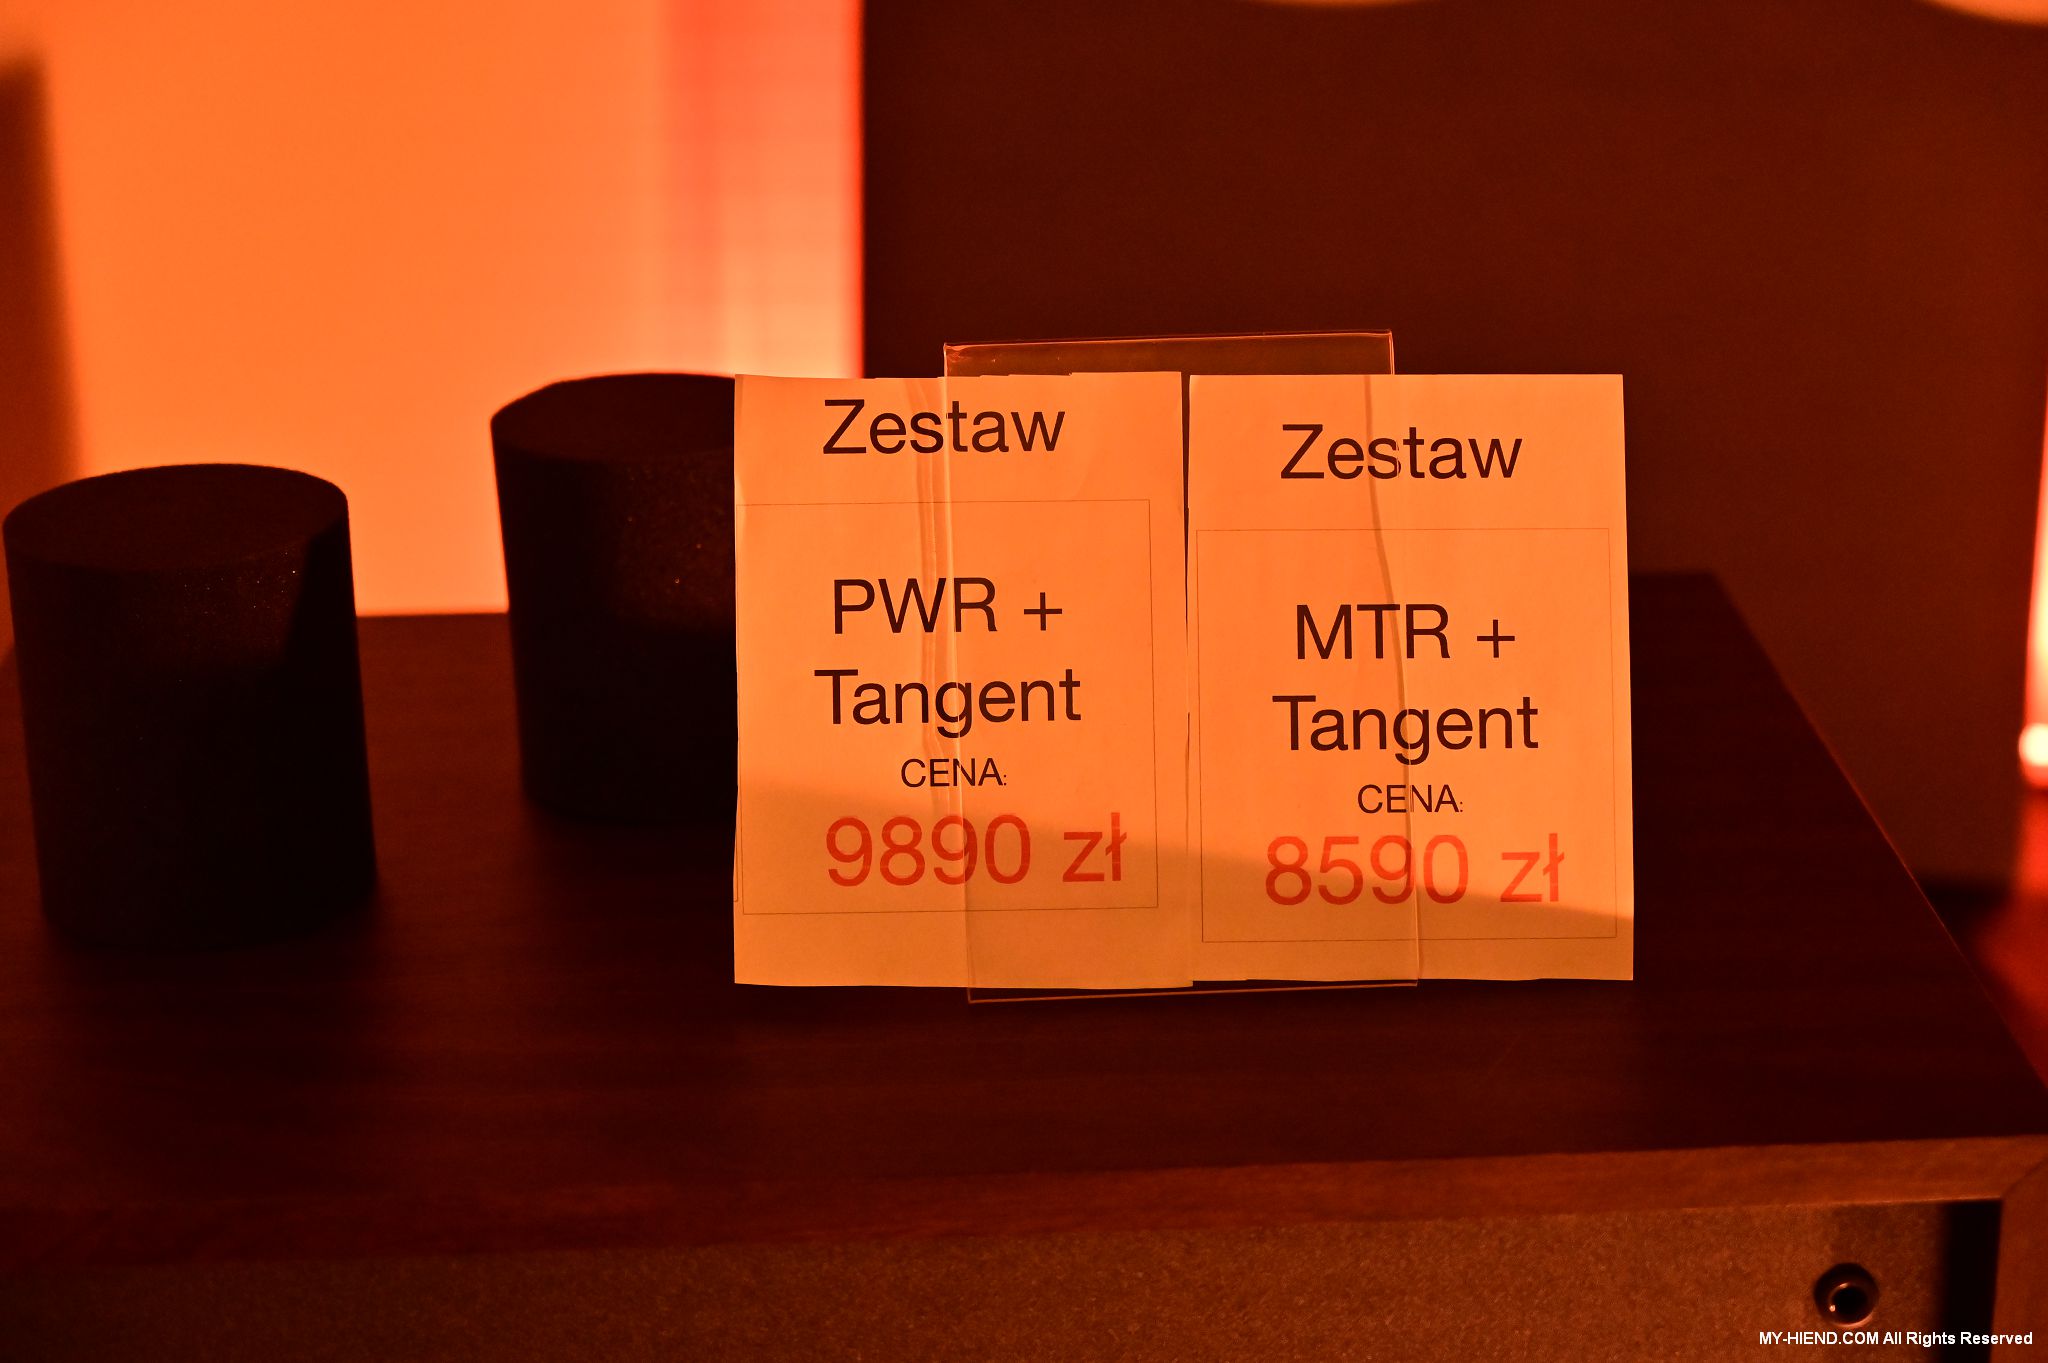 Zestaw
PWR +
Tangent
CENA:
9890 zł
Zestaw
MTR +
Tangent
CENA:
8590 zł
MY-HIEND.COM All Rights Reserved